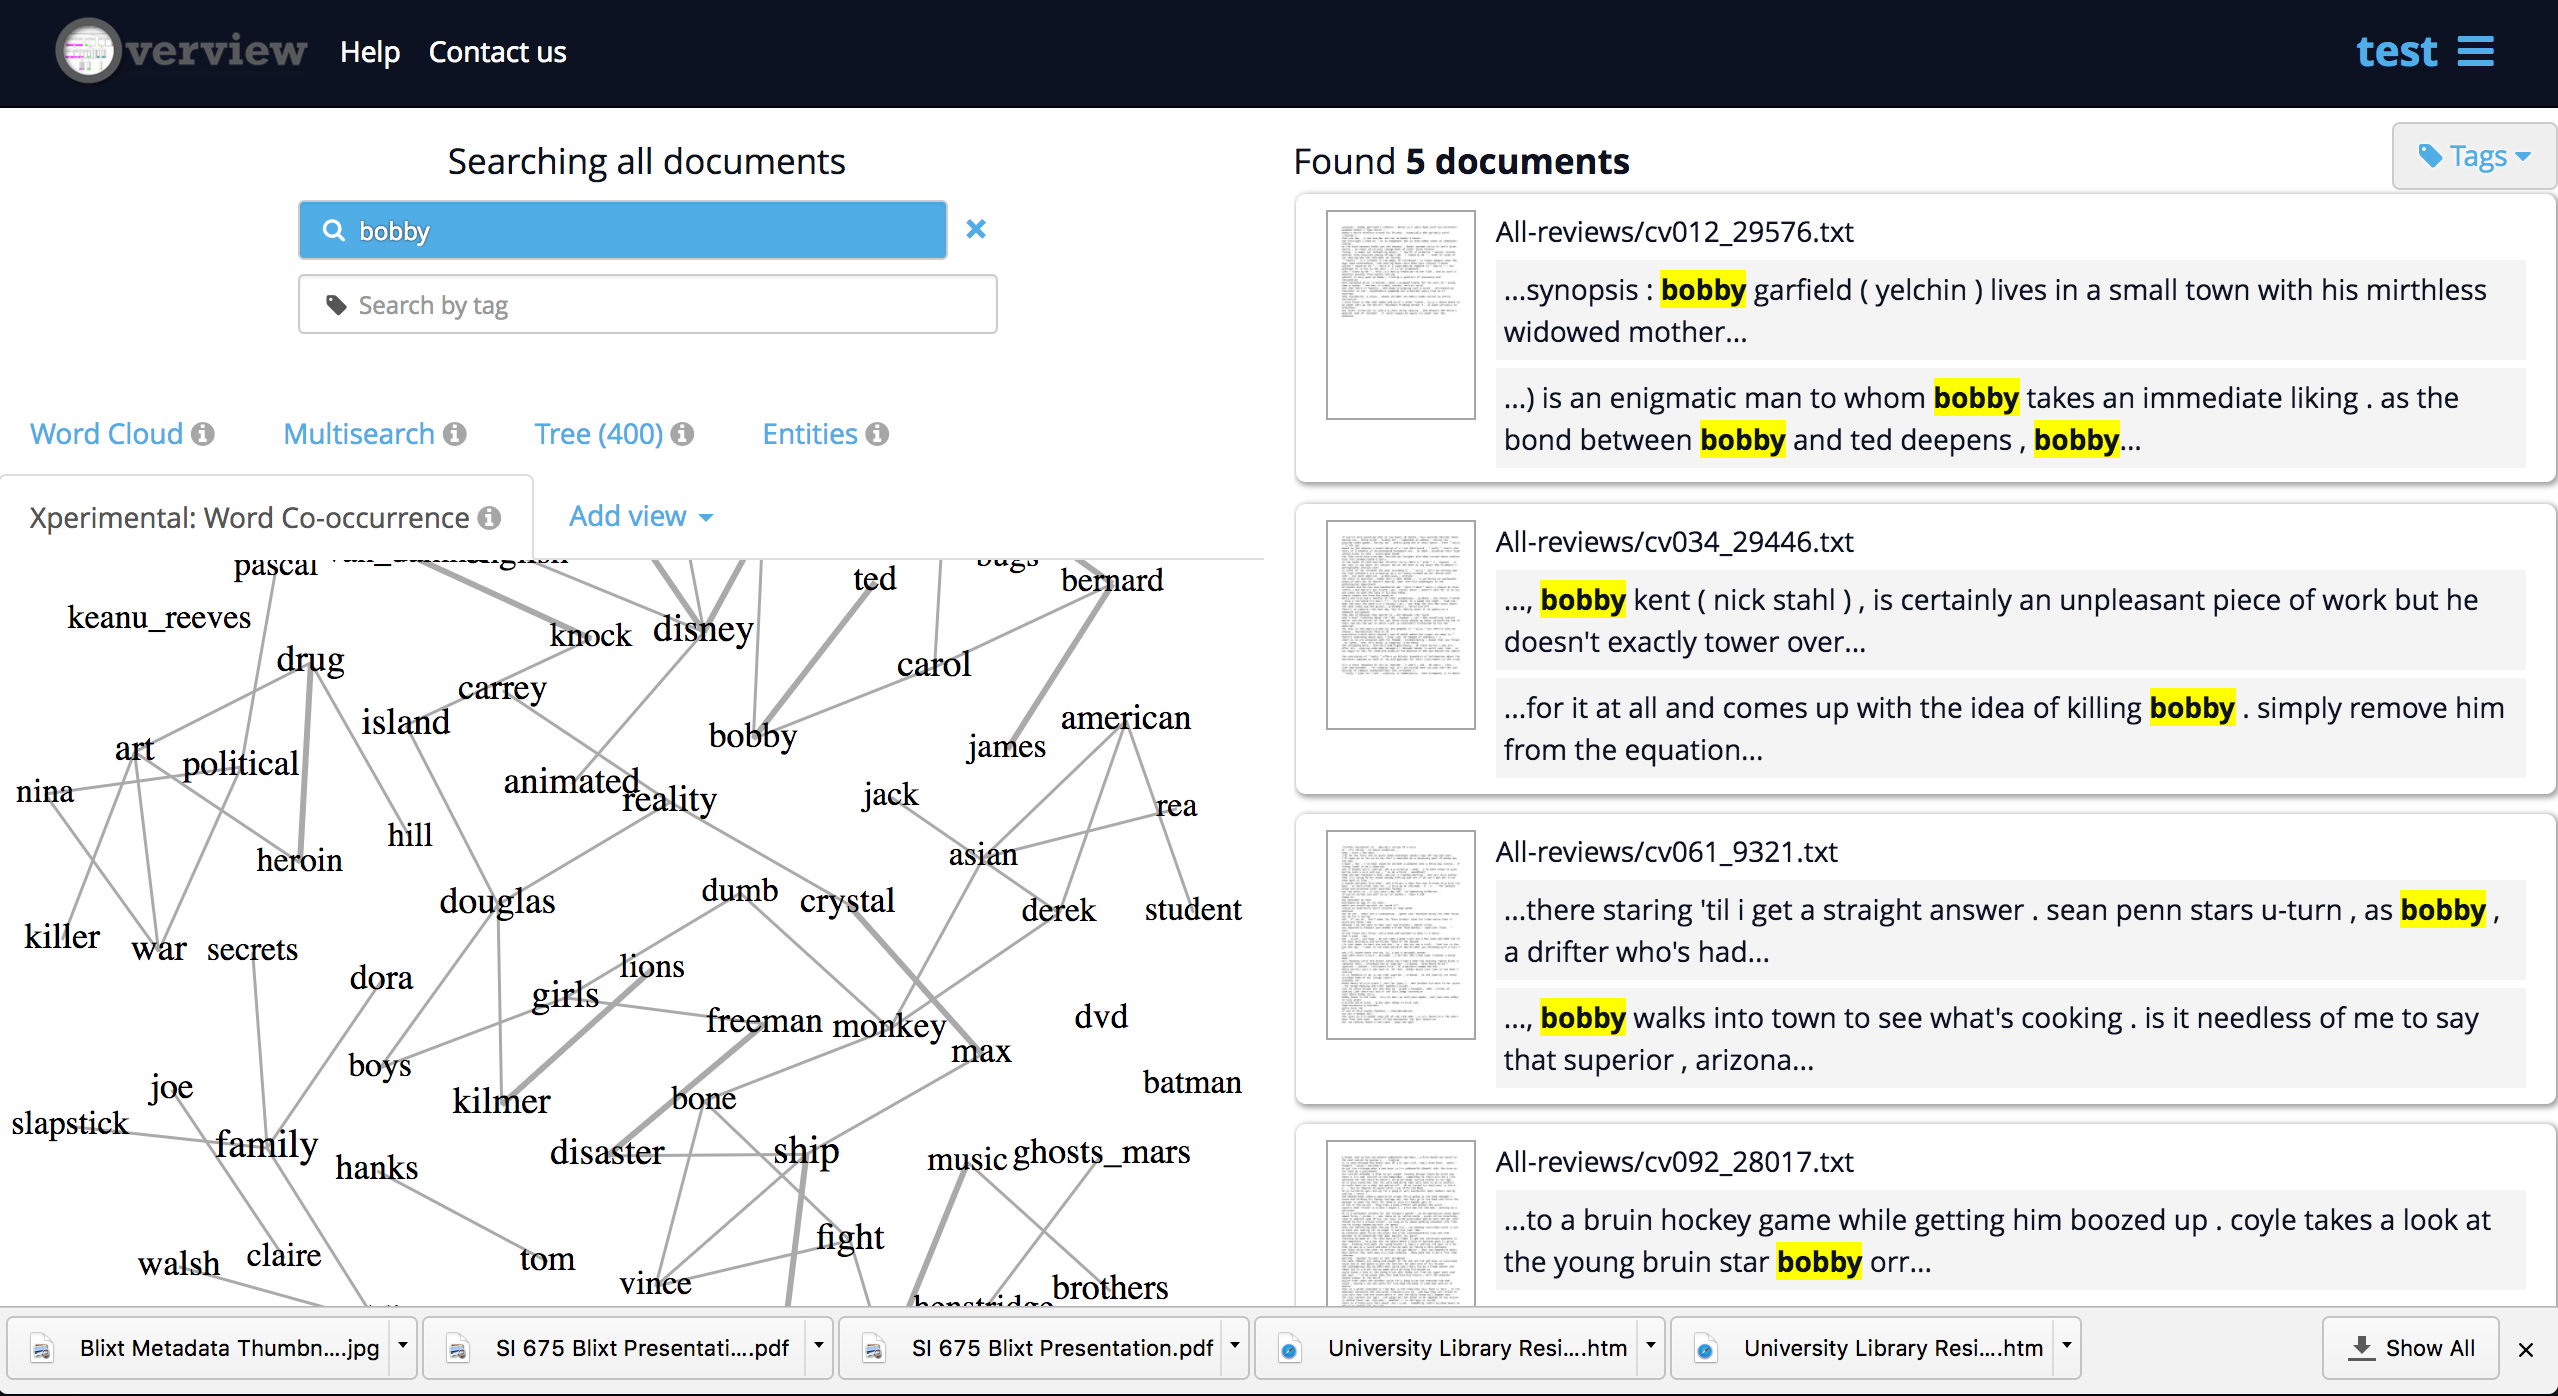 verview
Help
Contact us
test
Searching all documents
bobby
Search by tag
Word Cloud
Multisearch
Tree (400)
Entities
Xperimental: Word Co-occurrence
Add view
pascal
ted
bugs
bernard
keanu_reeves
knock
disney
drug
carol
carrey
island
bobby
american
james
art
political
nina
animated
reality
jack
rea
hill
heroin
asian
douglas
dumb
crystal
derek
student
killer
war
secrets
dora
lions
girls
freeman
monkey
dvd
max
boys
joe
kilmer
bone
batman
slapstick
family
hanks
disaster
ship
music
ghosts_mars
walsh
claire
tom
fight
vince
brothers
Found 5 documents
Tags
All-reviews/cv012_29576.txt
...synopsis : bobby garfield ( yelchin ) lives in a small town with his mirthless
widowed mother...
...) is an enigmatic man to whom bobby takes an immediate liking . as the
bond between bobby and ted deepens , bobby...
All-reviews/cv034_29446.txt
..., bobby kent ( nick stahl ) , is certainly an unpleasant piece of work but he
doesn't exactly tower over...
...for it at all and comes up with the idea of killing bobby . simply remove him
from the equation...
All-reviews/cv061_9321.txt
...there staring 'til i get a straight answer . sean penn stars u-turn , as bobby ,
a drifter who's had...
..., bobby walks into town to see what's cooking . is it needless of me to say
that superior , arizona...
All-reviews/cv092_28017.txt
...to a bruin hockey game while getting him boozed up . coyle takes a look at
the young bruin star bobby orr...
Blixt Metadata Thumbn....jpg
SI 675 Blixt Presentati....pdf
SI 675 Blixt Presentation.pdf
University Library Resi....htm
University Library Resi....htm
Show All